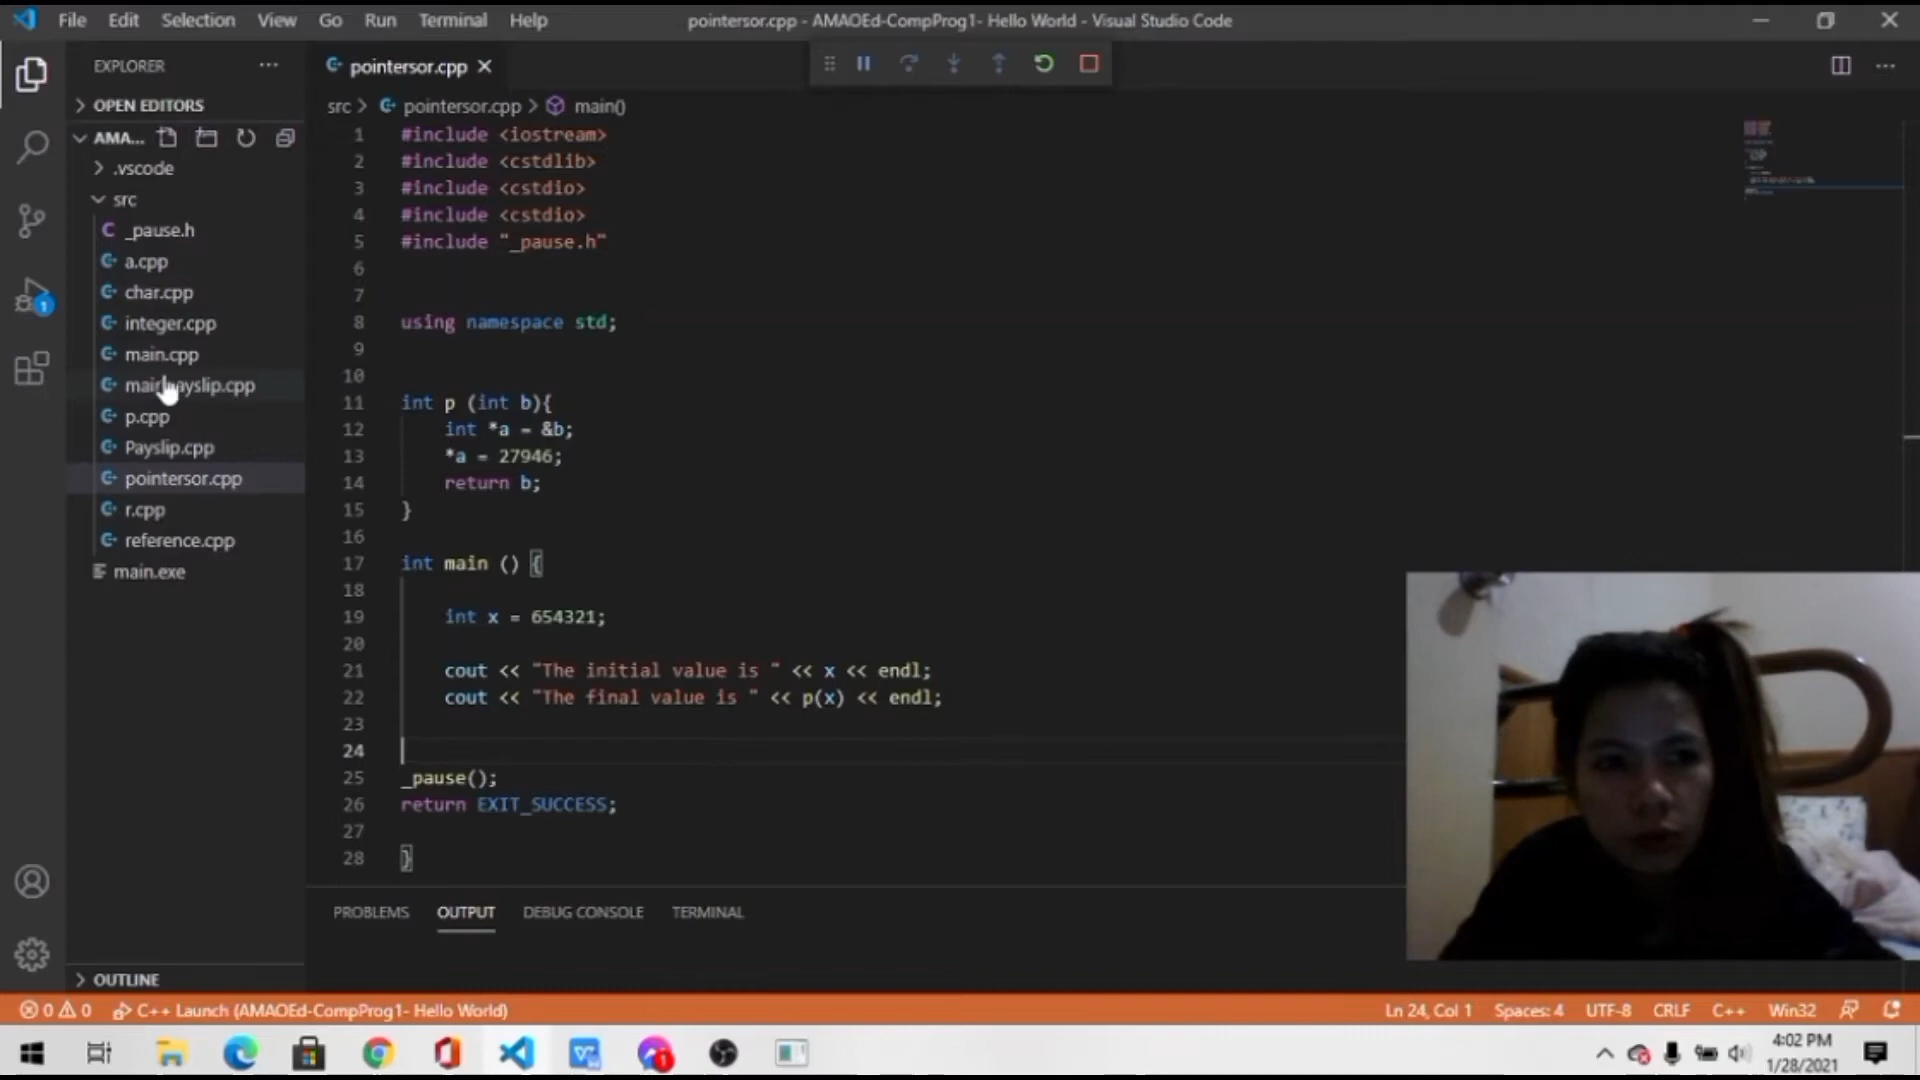 File Edit Selection View Go Run Terminal Help
pointersor.cpp - AMAOEd-CompProg1- Hello World - Visual Studio Code
EXPLORER
OPEN EDITORS
AMA...
.vscode
src
_pause.h
a.cpp
char.cpp
integer.cpp
main.cpp
p.cpp
Payslip.cpp
pointersor.cpp
r.cpp
reference.cpp
main.exe
OUTLINE
pointersor.cpp
src > pointersor.cpp > main()
1 #include <iostream>
2 #include <cstdlib>
3 #include <cstdio>
4 #include <cstdio>
5 #include "_pause.h"
6
7
8 using namespace std;
9
10
11 int p (int b){
12 int *a = &b;
13 *a = 27946;
14 return b;
15 }
16
17 int main () {
18
19 int x = 654321;
20
21 cout << "The initial value is " << x << endl;
22 cout << "The final value is " << p(x) << endl;
23
24
25 _pause();
26 return EXIT_SUCCESS;
27
28 }
PROBLEMS OUTPUT DEBUG CONSOLE TERMINAL
0 0 C++ Launch (AMAOEd-CompProg1- Hello World)
Ln 24, Col 1 Spaces: 4 UTF-8 CRLF C++ Win32
4:02 PM
1/28/2021